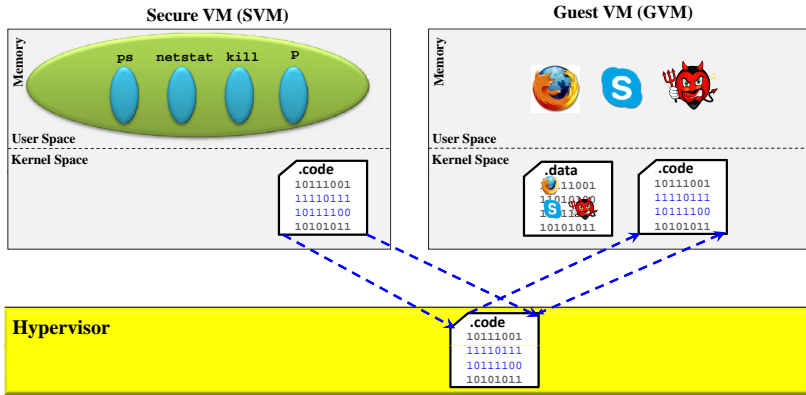 Secure VM (SVM)
Guest VM (GVM)
Memory
ps netstat kill p
User Space
Kernel Space
.code
10111001
11110111
10111100
10101011
Memory
S
User Space
Kernel Space
.data
11001
S
10101011
.code
10111001
11110111
10111100
10101011
Hypervisor
.code
10111001
11110111
10111100
10101011